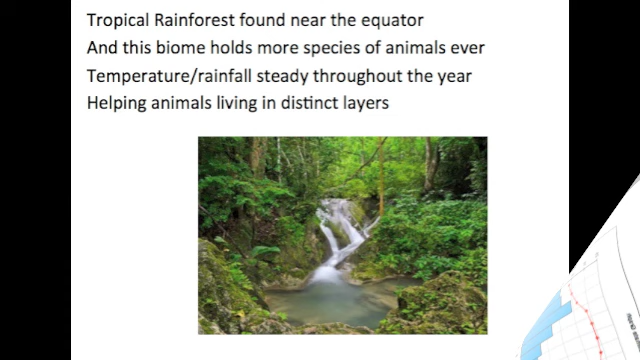 Tropical Rainforest found near the equator
And this biome holds more species of animals ever
Temperature/rainfall steady throughout the year
Helping animals living in distinct layers